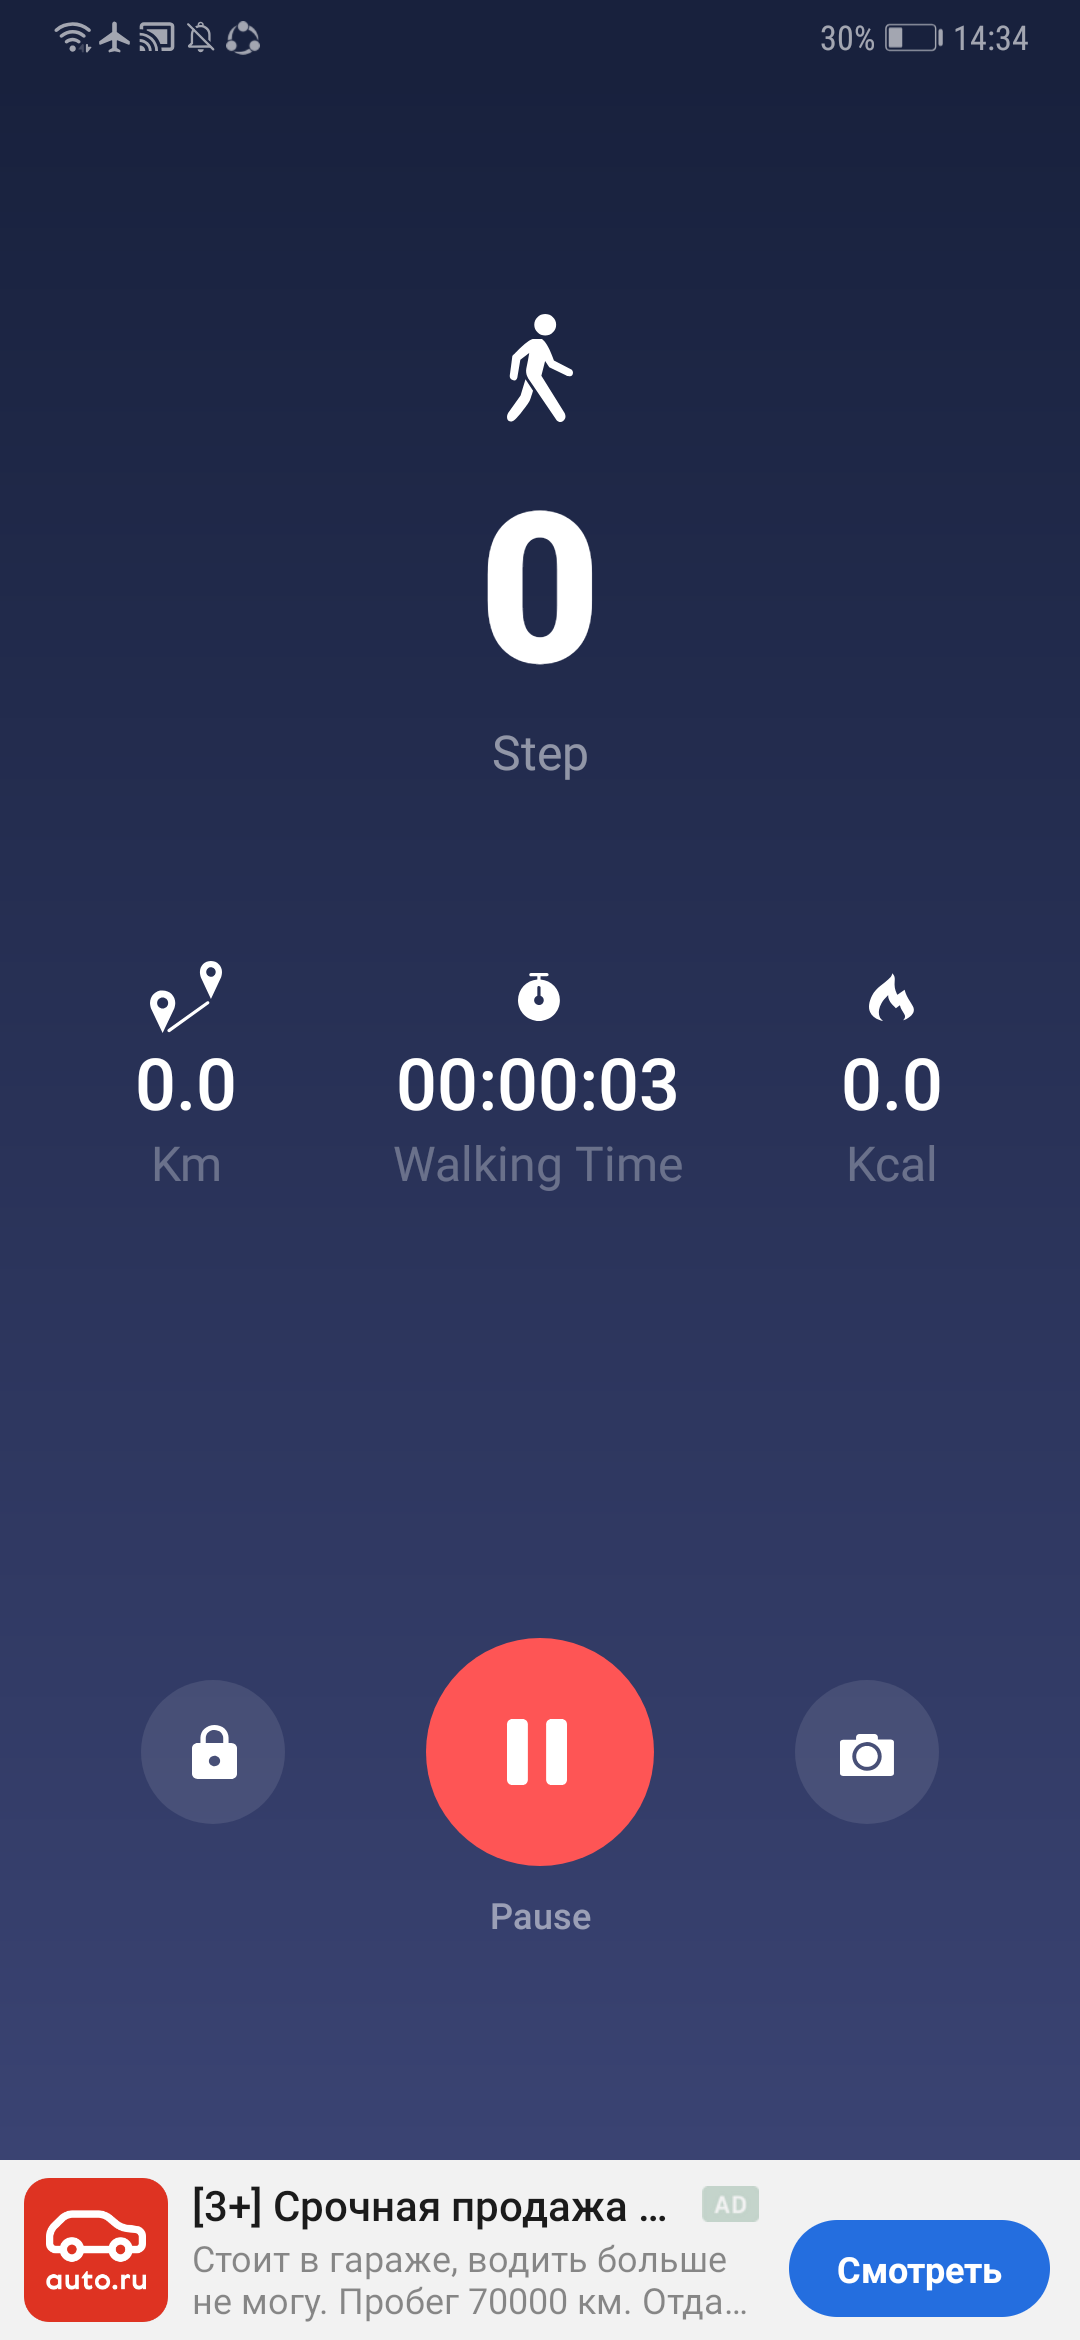 30% 14:34
0
Step
0.0 00:00:03 0.0
Km Walking Time Kcal
Pause
[3+] Срочная продажа ... AD
Стоит в гараже, водить больше
не могу. Пробег 70000 км. Отда...
Смотреть
auto.ru